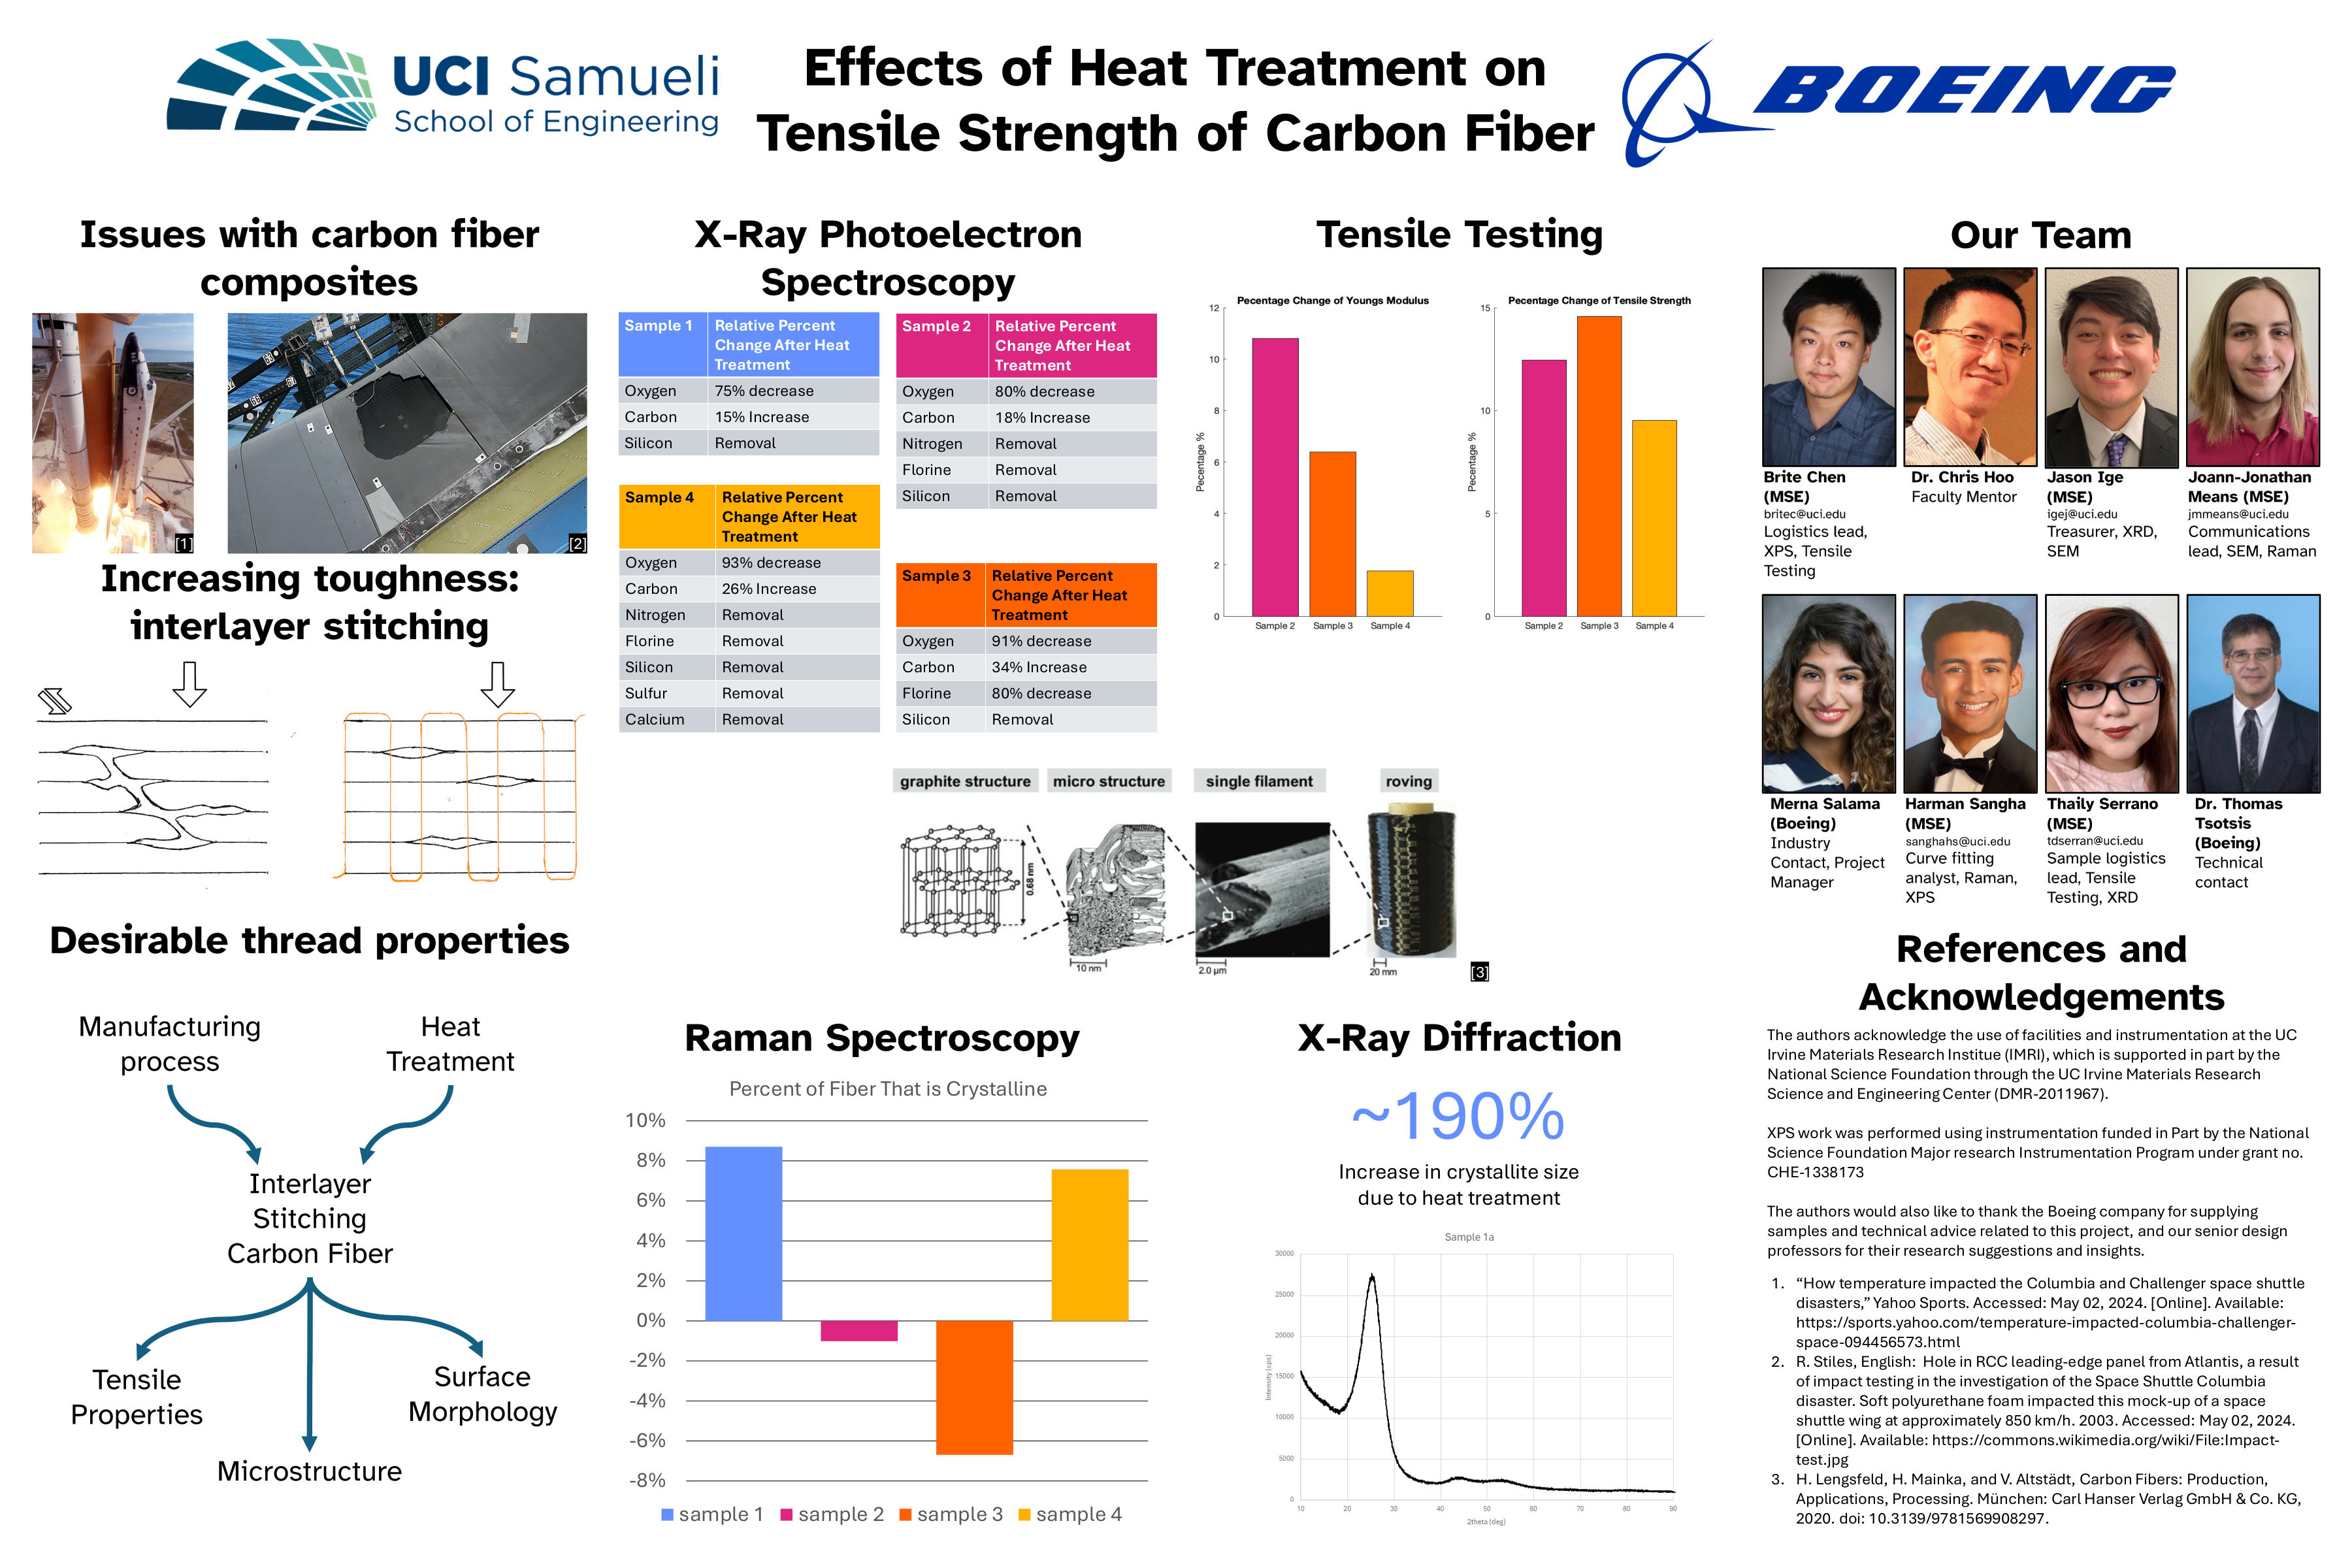 UCI Samueli
School of Engineering
Effects of Heat Treatment on
Tensile Strength of Carbon Fiber
BOEING
Issues with carbon fiber
composites
[1]
[2]
Increasing toughness:
interlayer stitching
Desirable thread properties
Manufacturing
process
Heat
Treatment
Interlayer
Stitching
Carbon Fiber
Tensile
Properties
Surface
Morphology
Microstructure
X-Ray Photoelectron
Spectroscopy
Sample 1
Relative Percent
Change After Heat
Treatment
Oxygen 75% decrease
Carbon 15% Increase
Silicon Removal
Sample 2
Relative Percent
Change After Heat
Treatment
Oxygen 80% decrease
Carbon 18% Increase
Nitrogen Removal
Florine Removal
Silicon Removal
Sample 4
Relative Percent
Change After Heat
Treatment
Oxygen 93% decrease
Carbon 26% Increase
Nitrogen Removal
Florine Removal
Silicon Removal
Sulfur Removal
Calcium Removal
Sample 3
Relative Percent
Change After Heat
Treatment
Oxygen 91% decrease
Carbon 34% Increase
Florine 80% decrease
Silicon Removal
Tensile Testing
Pecentage Change of Youngs Modulus
Pecentage %
12
10
8
6
4
2
0
Sample 2 Sample 3 Sample 4
Pecentage Change of Tensile Strength
Pecentage %
15
10
5
0
Sample 2 Sample 3 Sample 4
graphite structure micro structure single filament roving
0.68 nm
10 nm
2.0 µm
20 mm
[3]
Raman Spectroscopy
Percent of Fiber That is Crystalline
10%
8%
6%
4%
2%
0%
-2%
-4%
-6%
-8%
sample 1 sample 2 sample 3 sample 4
X-Ray Diffraction
~190%
Increase in crystallite size
due to heat treatment
Sample 1a
Intensity (cps)
30000
25000
20000
15000
10000
5000
0
10 20 30 40 50 60 70 80 90
2theta (deg)
Our Team
Brite Chen
(MSE)
britec@uci.edu
Logistics lead,
XPS, Tensile
Testing
Dr. Chris Hoo
Faculty Mentor
Jason Ige
(MSE)
igej@uci.edu
Treasurer, XRD,
SEM
Joann-Jonathan
Means (MSE)
jmmeans@uci.edu
Communications
lead, SEM, Raman
Merna Salama
(Boeing)
Industry
Contact, Project
Manager
Harman Sangha
(MSE)
sanghahs@uci.edu
Curve fitting
analyst, Raman,
XPS
Thaily Serrano
(MSE)
tdserran@uci.edu
Sample logistics
lead, Tensile
Testing, XRD
Dr. Thomas
Tsotsis
(Boeing)
Technical
contact
References and
Acknowledgements
The authors acknowledge the use of facilities and instrumentation at the UC
Irvine Materials Research Institue (IMRI), which is supported in part by the
National Science Foundation through the UC Irvine Materials Research
Science and Engineering Center (DMR-2011967).
XPS work was performed using instrumentation funded in Part by the National
Science Foundation Major research Instrumentation Program under grant no.
CHE-1338173
The authors would also like to thank the Boeing company for supplying
samples and technical advice related to this project, and our senior design
professors for their research suggestions and insights.
1. “How temperature impacted the Columbia and Challenger space shuttle
disasters,” Yahoo Sports. Accessed: May 02, 2024. [Online]. Available:
https://sports.yahoo.com/temperature-impacted-columbia-challenger-
space-094456573.html
2. R. Stiles, English: Hole in RCC leading-edge panel from Atlantis, a result
of impact testing in the investigation of the Space Shuttle Columbia
disaster. Soft polyurethane foam impacted this mock-up of a space
shuttle wing at approximately 850 km/h. 2003. Accessed: May 02, 2024.
[Online]. Available: https://commons.wikimedia.org/wiki/File:Impact-
test.jpg
3. H. Lengsfeld, H. Mainka, and V. Altstädt, Carbon Fibers: Production,
Applications, Processing. München: Carl Hanser Verlag GmbH & Co. KG,
2020. doi: 10.3139/9781569908297.